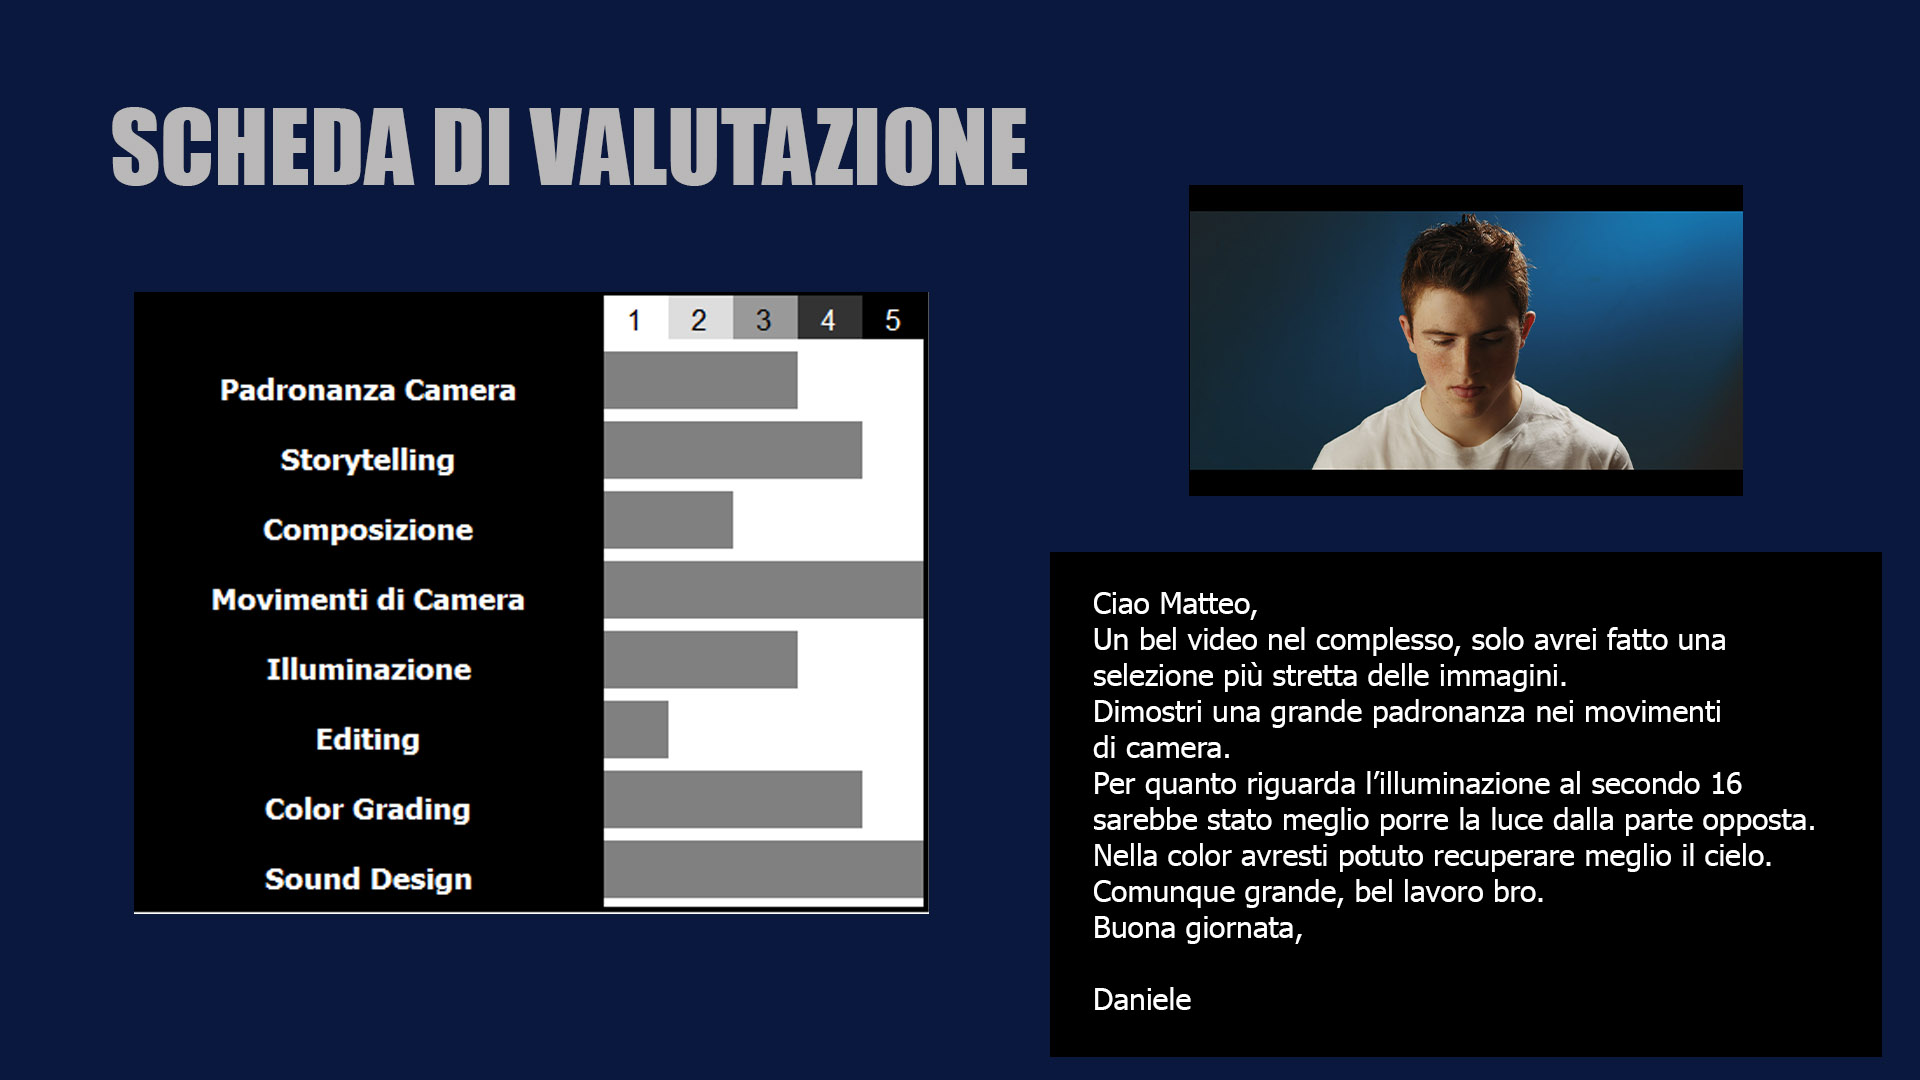 SCHEDA DI VALUTAZIONE
1 2 3 4 5
Padronanza Camera
Storytelling
Composizione
Movimenti di Camera
Illuminazione
Editing
Color Grading
Sound Design
Ciao Matteo,
Un bel video nel complesso, solo avrei fatto una
selezione più stretta delle immagini.
Dimostri una grande padronanza nei movimenti
di camera.
Per quanto riguarda l’illuminazione al secondo 16
sarebbe stato meglio porre la luce dalla parte opposta.
Nella color avresti potuto recuperare meglio il cielo.
Comunque grande, bel lavoro bro.
Buona giornata,
Daniele